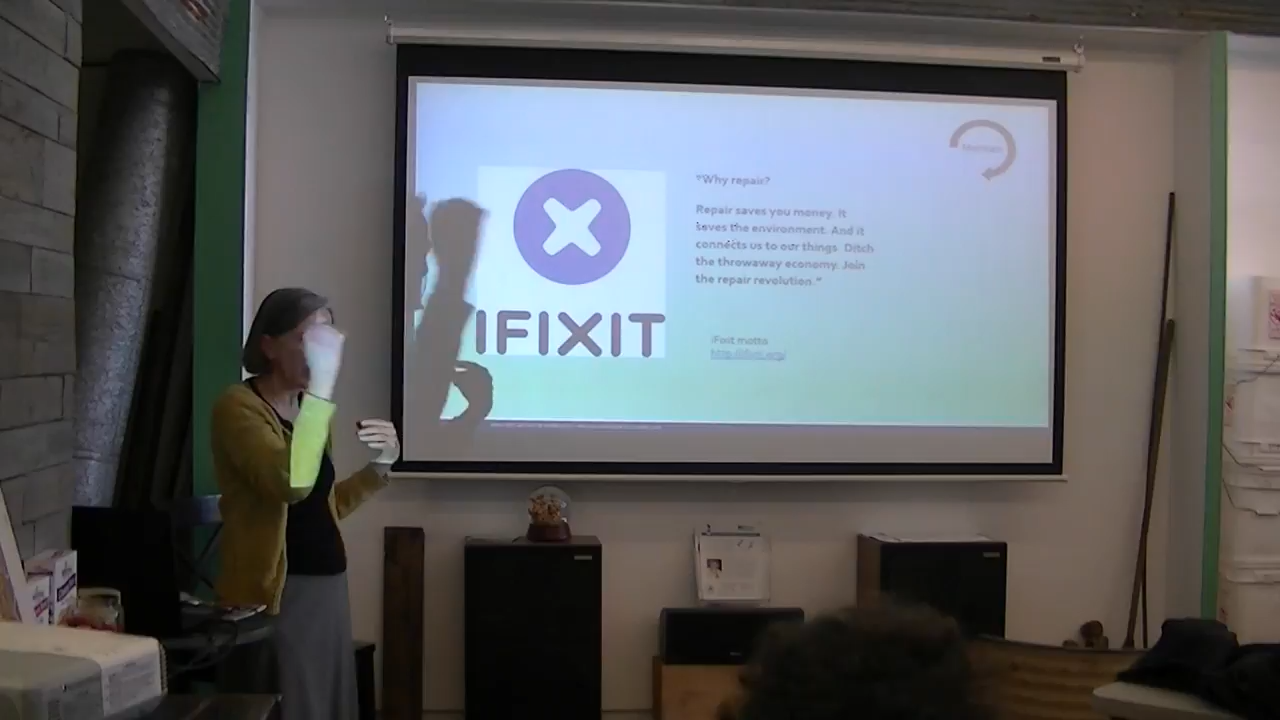 IFIXIT
"Why repair?
Repair saves you money. It
saves the environment. And it
connects us to our things. Ditch
the throwaway economy. Join
the repair revolution."
iFixit motto